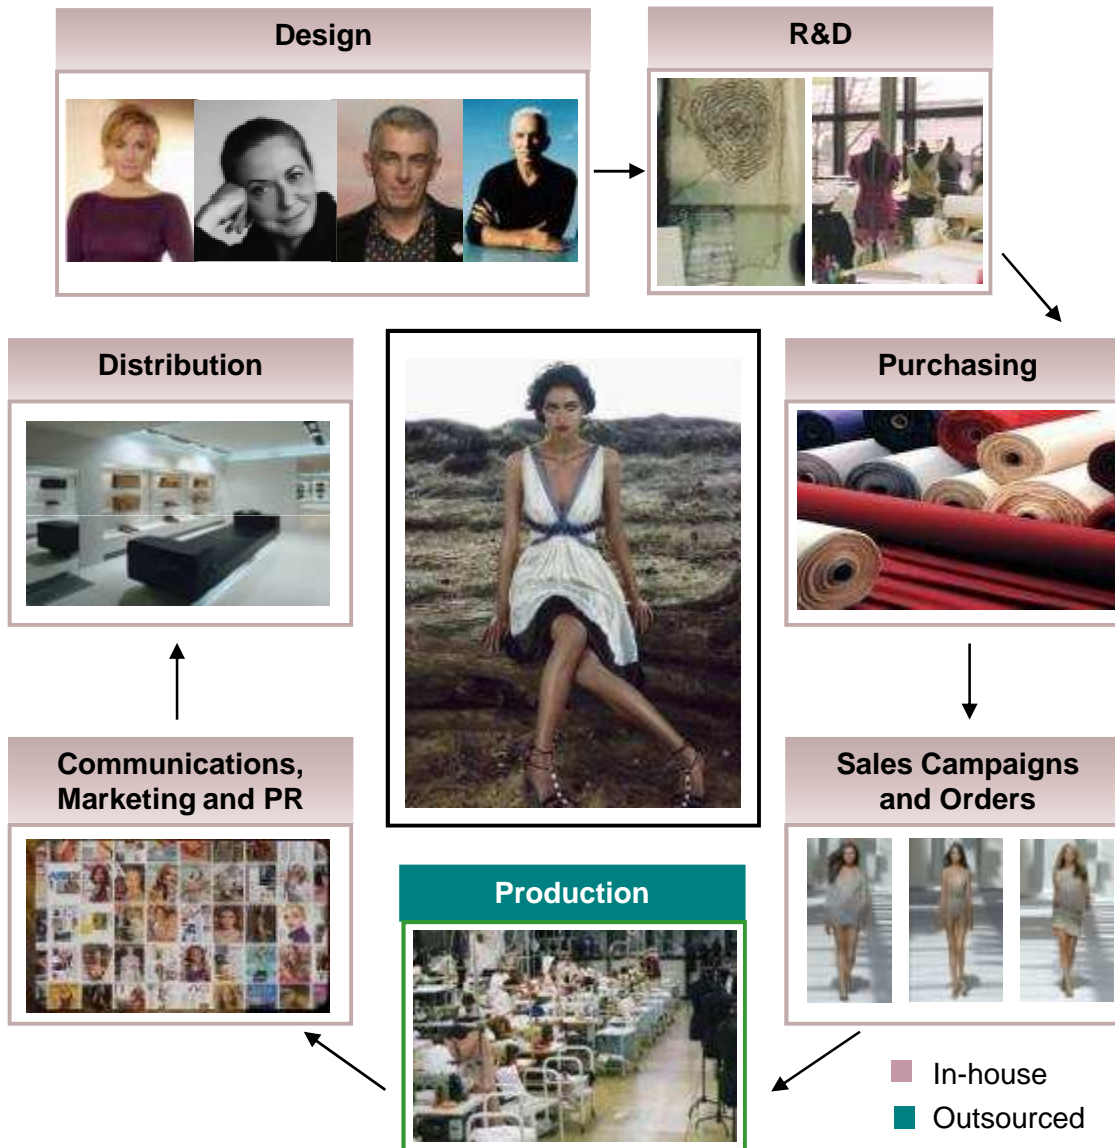 Design
R&D
Distribution
Purchasing
Communications,
Marketing and PR
Sales Campaigns
and Orders
Production
In-house
Outsourced